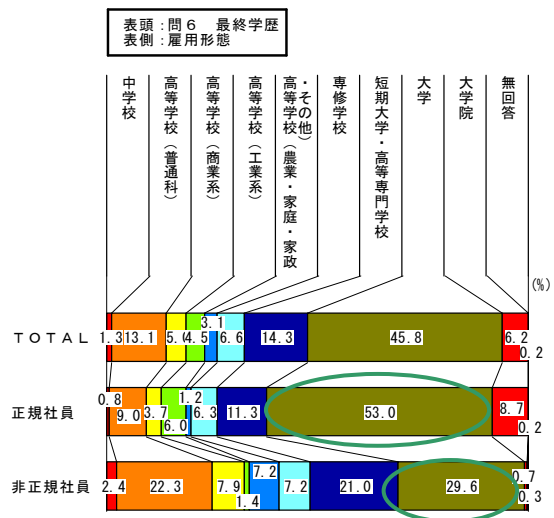 表頭：問６　最終学歴
表側：雇用形態
中学校
高等学校（普通科）
高等学校（商業系）
高等学校（工業系）
高等学校（農業・家庭・家政・その他）
専修学校
短期大学・高等専門学校
大学
大学院
無回答
(%)
ＴＯＴＡＬ 1.3 13.1 5.0 4.5 3.1 6.6 14.3 45.8 6.2 0.2
正規社員 0.8 9.0 3.7 6.0 1.2 6.3 11.3 53.0 8.7 0.2
非正規社員 2.4 22.3 7.9 1.4 7.2 7.2 21.0 29.6 0.7 0.3